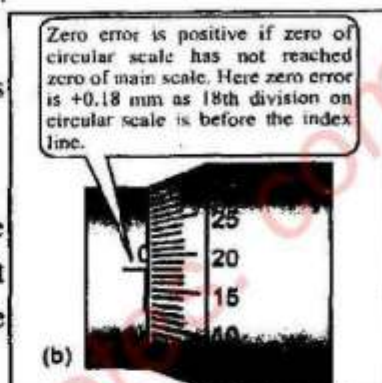 Zero error is positive if zero of
circular scale has not reached
zero of main scale. Here zero error
is +0.18 mm as 18th division on
circular scale is before the index
line.
0
25
20
15
10
(b)